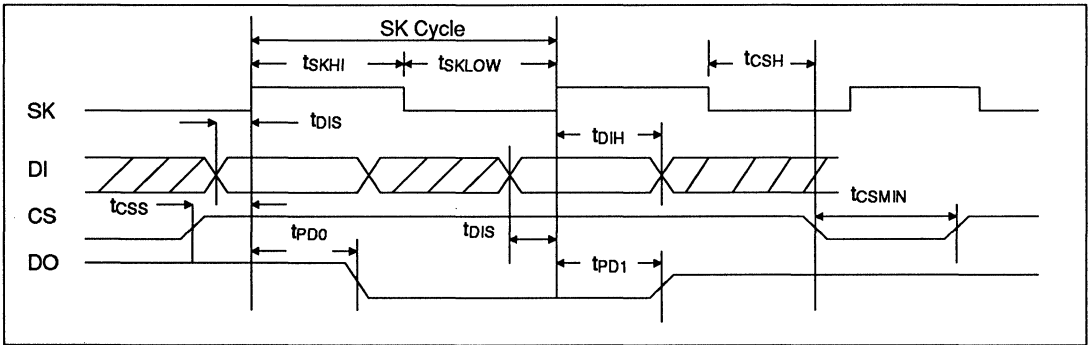 SK Cycle
tSKHI
tSKLOW
tCSH
SK
tDIS
tDIH
DI
tCSS
tCSMIN
CS
tPD0
tDIS
tPD1
DO